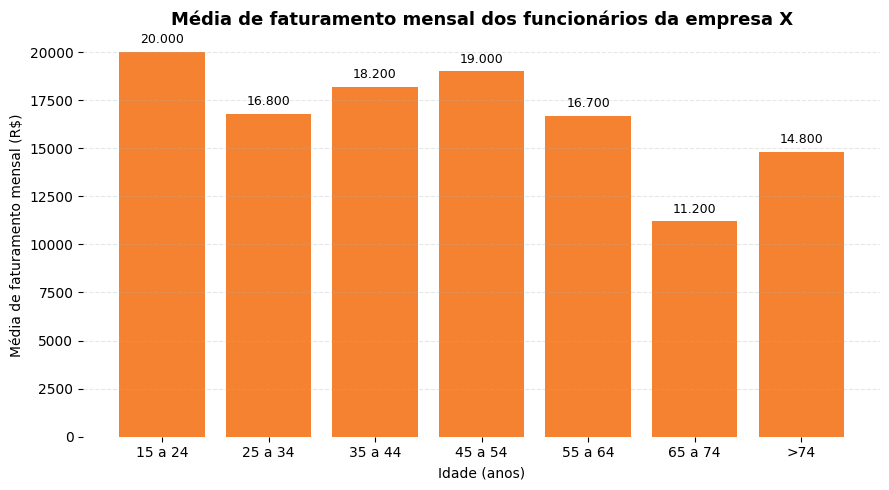 Média de faturamento mensal dos funcionários da empresa X
Média de faturamento mensal (R$)
20000
17500
15000
12500
10000
7500
5000
2500
0
20.000
16.800
18.200
19.000
16.700
11.200
14.800
15 a 24
25 a 34
35 a 44
45 a 54
55 a 64
65 a 74
>74
Idade (anos)